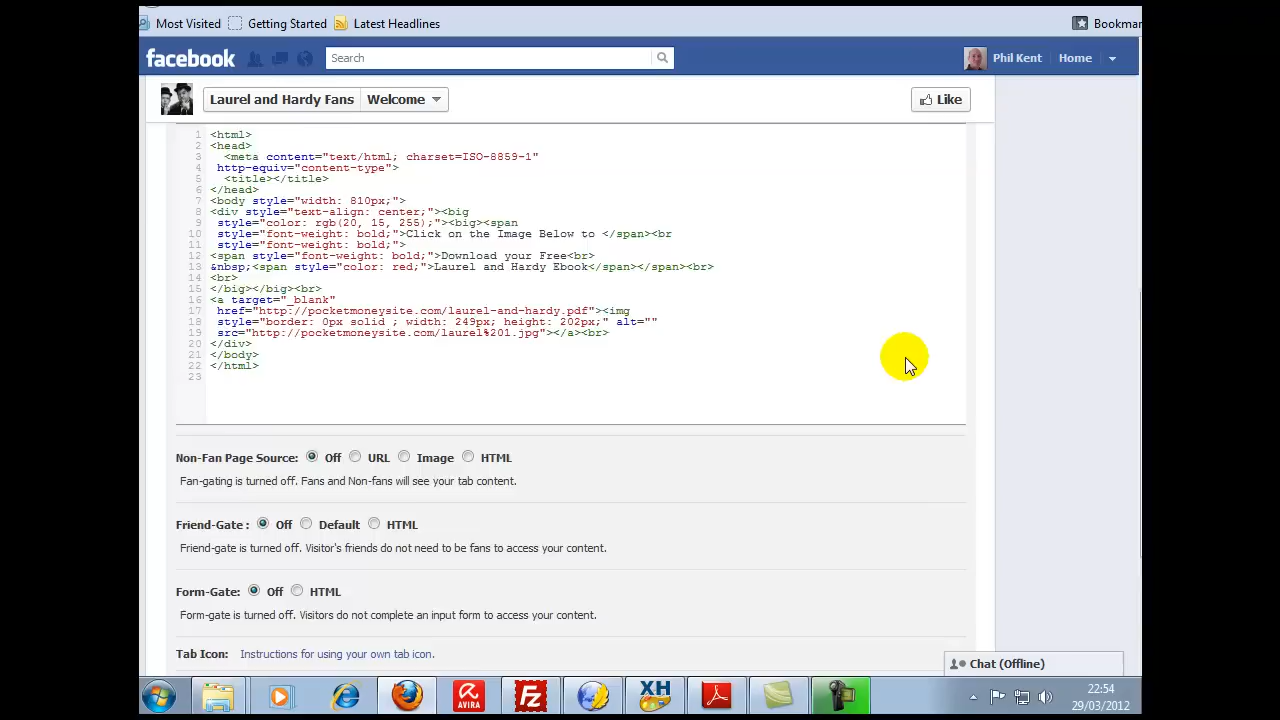 Most Visited Getting Started Latest Headlines Bookmar
facebook Search Phil Kent Home
Laurel and Hardy Fans Welcome Like
1 <html>
2 <head>
3 <meta content="text/html; charset=ISO-8859-1"
4 http-equiv="content-type">
5 <title></title>
6 </head>
7 <body style="width: 810px;">
8 <div style="text-align: center;"><big
9 style="color: rgb(20, 15, 255);"><big><span
10 style="font-weight: bold;">Click on the Image Below to </span><br
11 style="font-weight: bold;">
12 <span style="font-weight: bold;">Download your Free<br>
13 &nbsp;<span style="color: red;">Laurel and Hardy Ebook</span></span><br>
14 <br>
15 </big></big><br>
16 <a target="_blank"
17 href="http://pocketmoneysite.com/laurel-and-hardy.pdf"><img
18 style="border: 0px solid ; width: 249px; height: 202px;" alt=""
19 src="http://pocketmoneysite.com/laurel%201.jpg"></a><br>
20 </div>
21 </body>
22 </html>
23
Non-Fan Page Source: Off URL Image HTML
Fan-gating is turned off. Fans and Non-fans will see your tab content.
Friend-Gate : Off Default HTML
Friend-gate is turned off. Visitor's friends do not need to be fans to access your content.
Form-Gate: Off HTML
Form-gate is turned off. Visitors do not complete an input form to access your content.
Tab Icon: Instructions for using your own tab icon.
Chat (Offline)
AVIRA Fz XH 22:54
29/03/2012